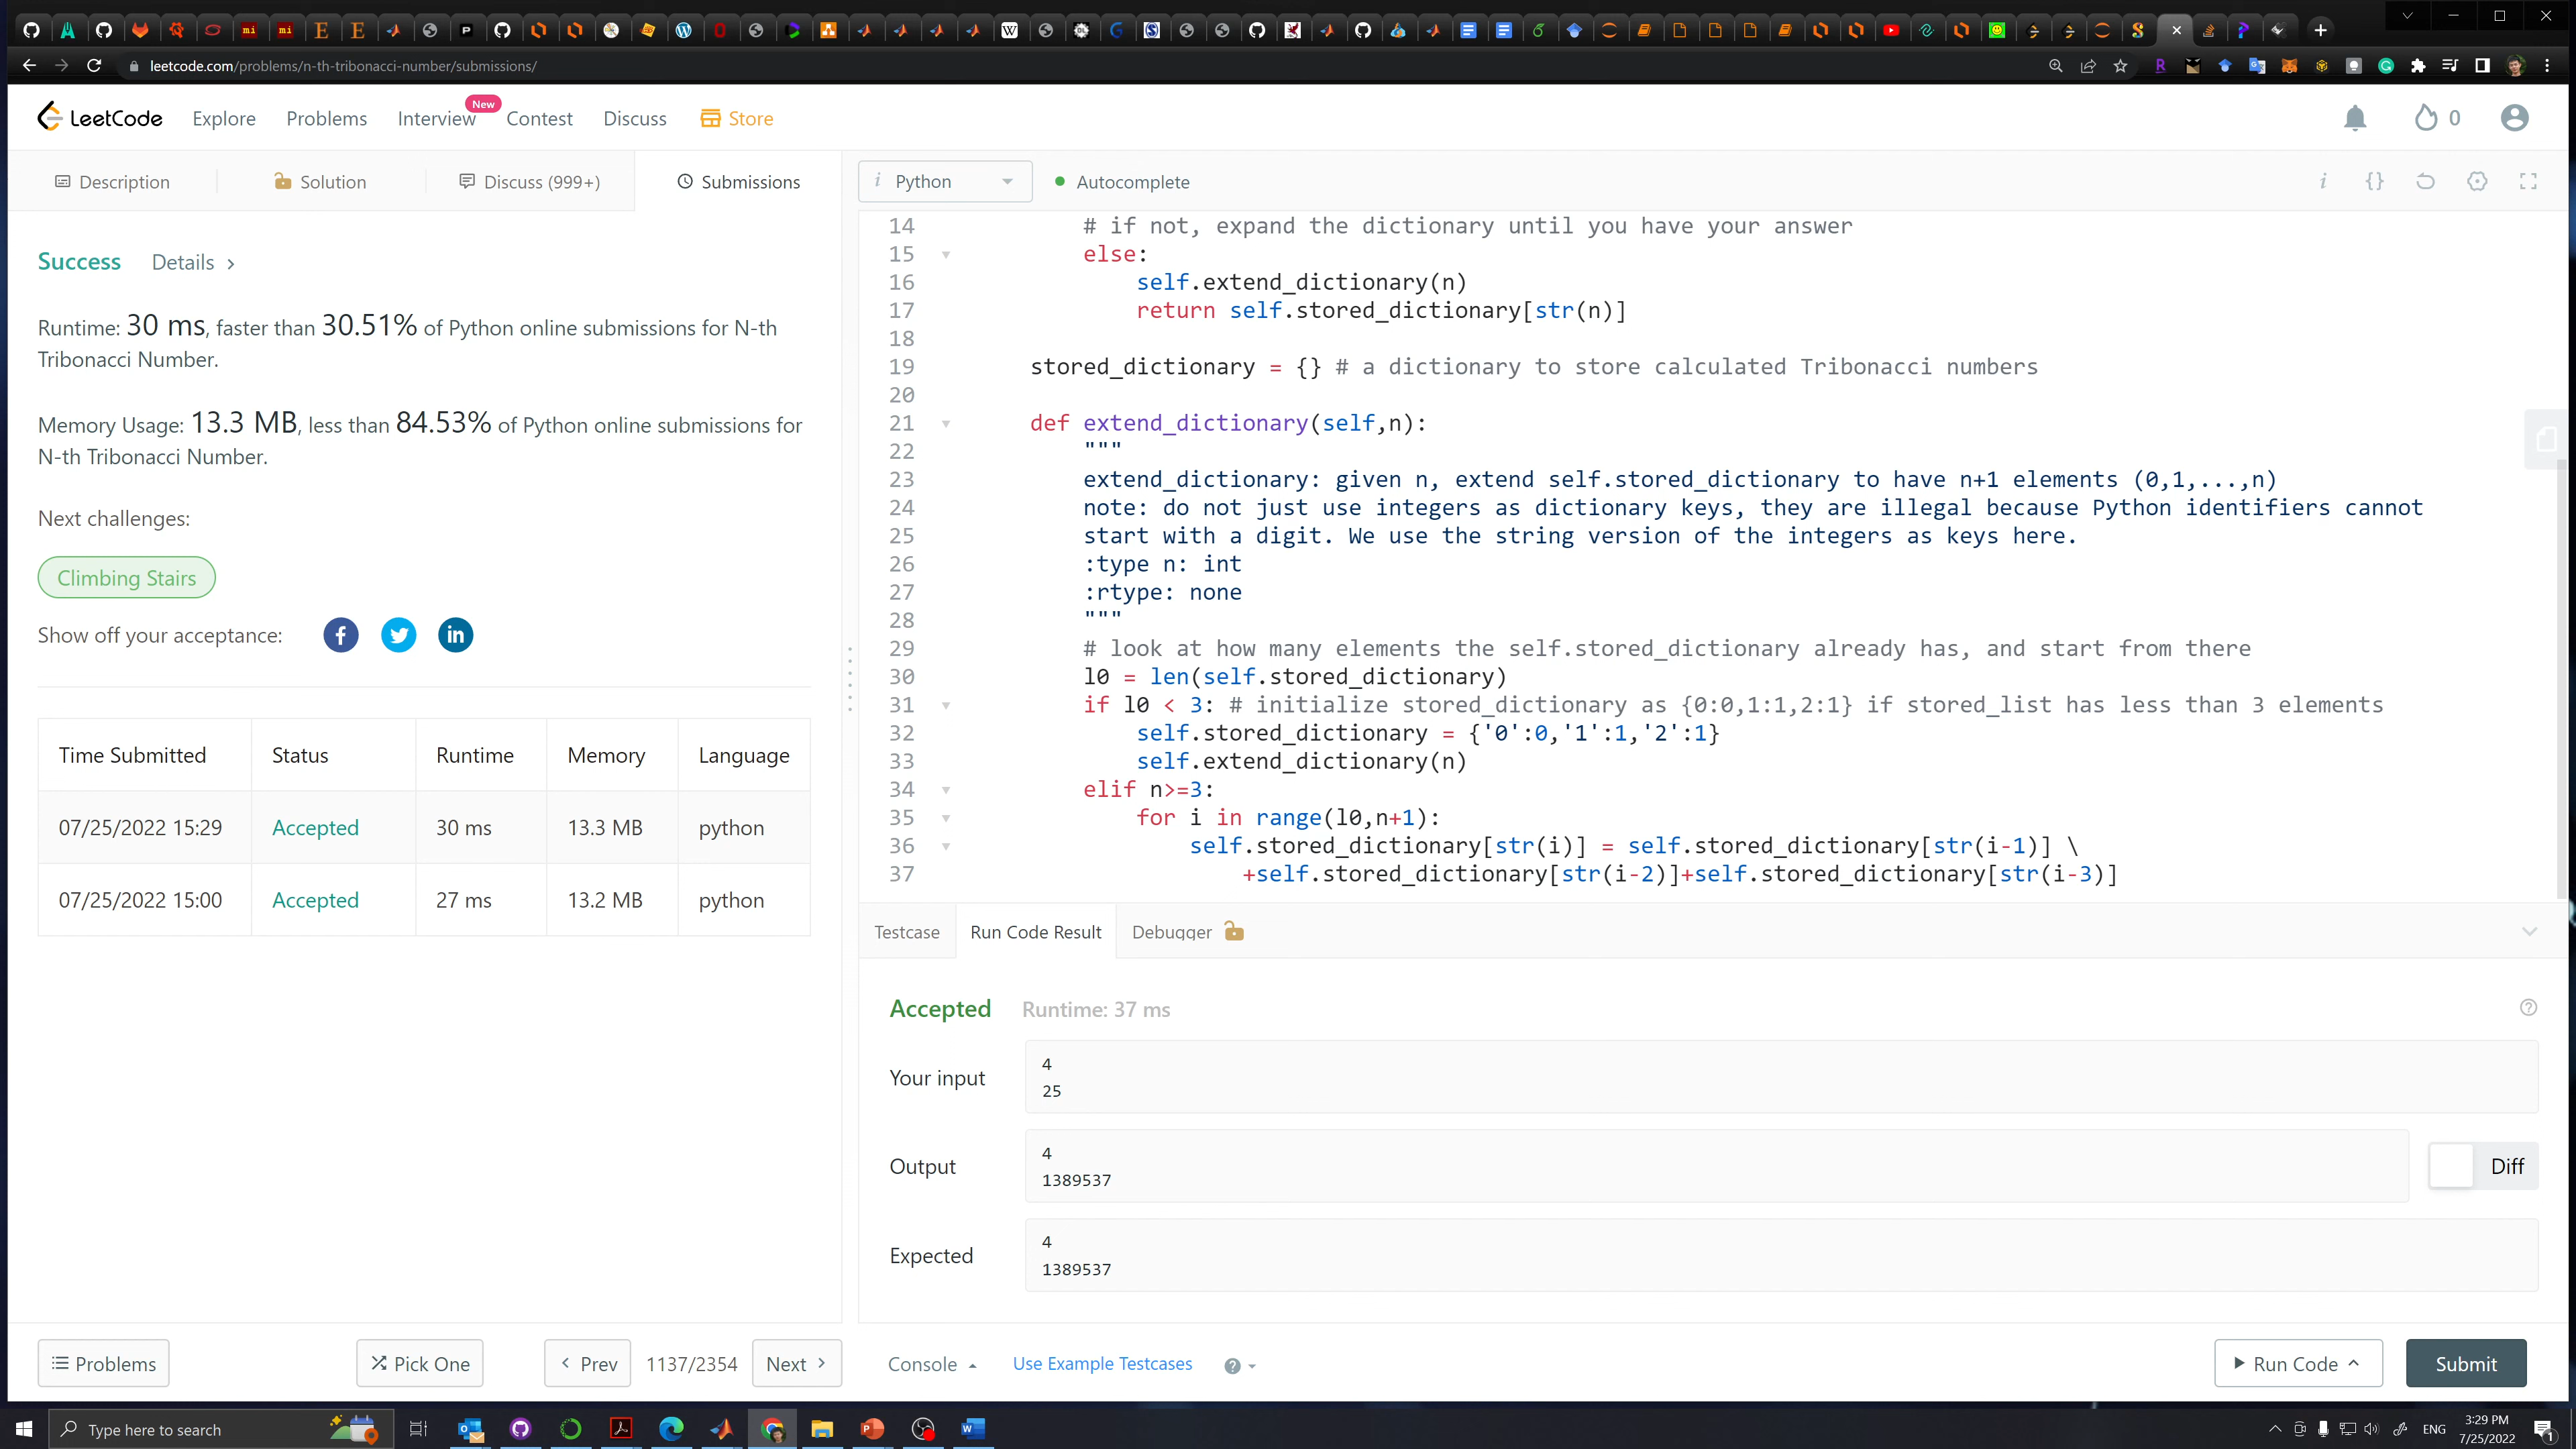 leetcode.com/problems/n-th-tribonacci-number/submissions/
LeetCode Explore Problems Interview New Contest Discuss Store 0
Description Solution Discuss (999+) Submissions
i Python Autocomplete
Success Details >
Runtime: 30 ms, faster than 30.51% of Python online submissions for N-th
Tribonacci Number.
Memory Usage: 13.3 MB, less than 84.53% of Python online submissions for
N-th Tribonacci Number.
Next challenges:
Climbing Stairs
Show off your acceptance:
Time Submitted Status Runtime Memory Language
07/25/2022 15:29 Accepted 30 ms 13.3 MB python
07/25/2022 15:00 Accepted 27 ms 13.2 MB python
14 # if not, expand the dictionary until you have your answer
15 else:
16 self.extend_dictionary(n)
17 return self.stored_dictionary[str(n)]
18
19 stored_dictionary = {} # a dictionary to store calculated Tribonacci numbers
20
21 def extend_dictionary(self,n):
22 """
23 extend_dictionary: given n, extend self.stored_dictionary to have n+1 elements (0,1,...,n)
24 note: do not just use integers as dictionary keys, they are illegal because Python identifiers cannot
25 start with a digit. We use the string version of the integers as keys here.
26 :type n: int
27 :rtype: none
28 """
29 # look at how many elements the self.stored_dictionary already has, and start from there
30 l0 = len(self.stored_dictionary)
31 if l0 < 3: # initialize stored_dictionary as {0:0,1:1,2:1} if stored_list has less than 3 elements
32 self.stored_dictionary = {'0':0,'1':1,'2':1}
33 self.extend_dictionary(n)
34 elif n>=3:
35 for i in range(l0,n+1):
36 self.stored_dictionary[str(i)] = self.stored_dictionary[str(i-1)] \
37 +self.stored_dictionary[str(i-2)]+self.stored_dictionary[str(i-3)]
Testcase Run Code Result Debugger
Accepted Runtime: 37 ms
Your input
4
25
Output
4
1389537
Diff
Expected
4
1389537
Problems Pick One Prev 1137/2354 Next Console Use Example Testcases Run Code Submit
Type here to search
ENG
3:29 PM
7/25/2022
1